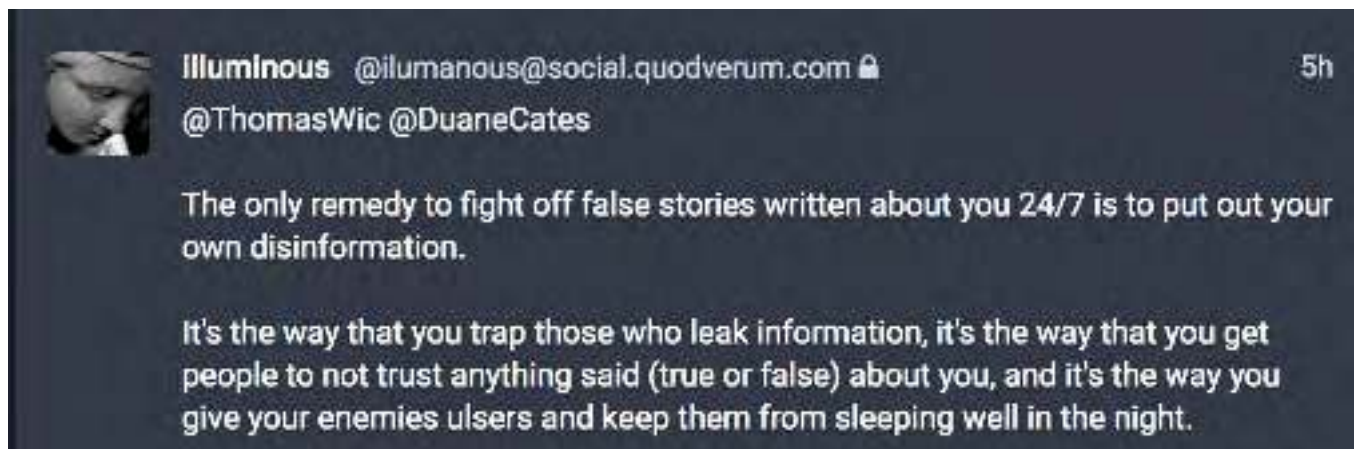 Illuminous @ilumanous@social.quodverum.com 5h
@ThomasWic @DuaneCates
The only remedy to fight off false stories written about you 24/7 is to put out your
own disinformation.
It's the way that you trap those who leak information, it's the way that you get
people to not trust anything said (true or false) about you, and it's the way you
give your enemies ulsers and keep them from sleeping well in the night.